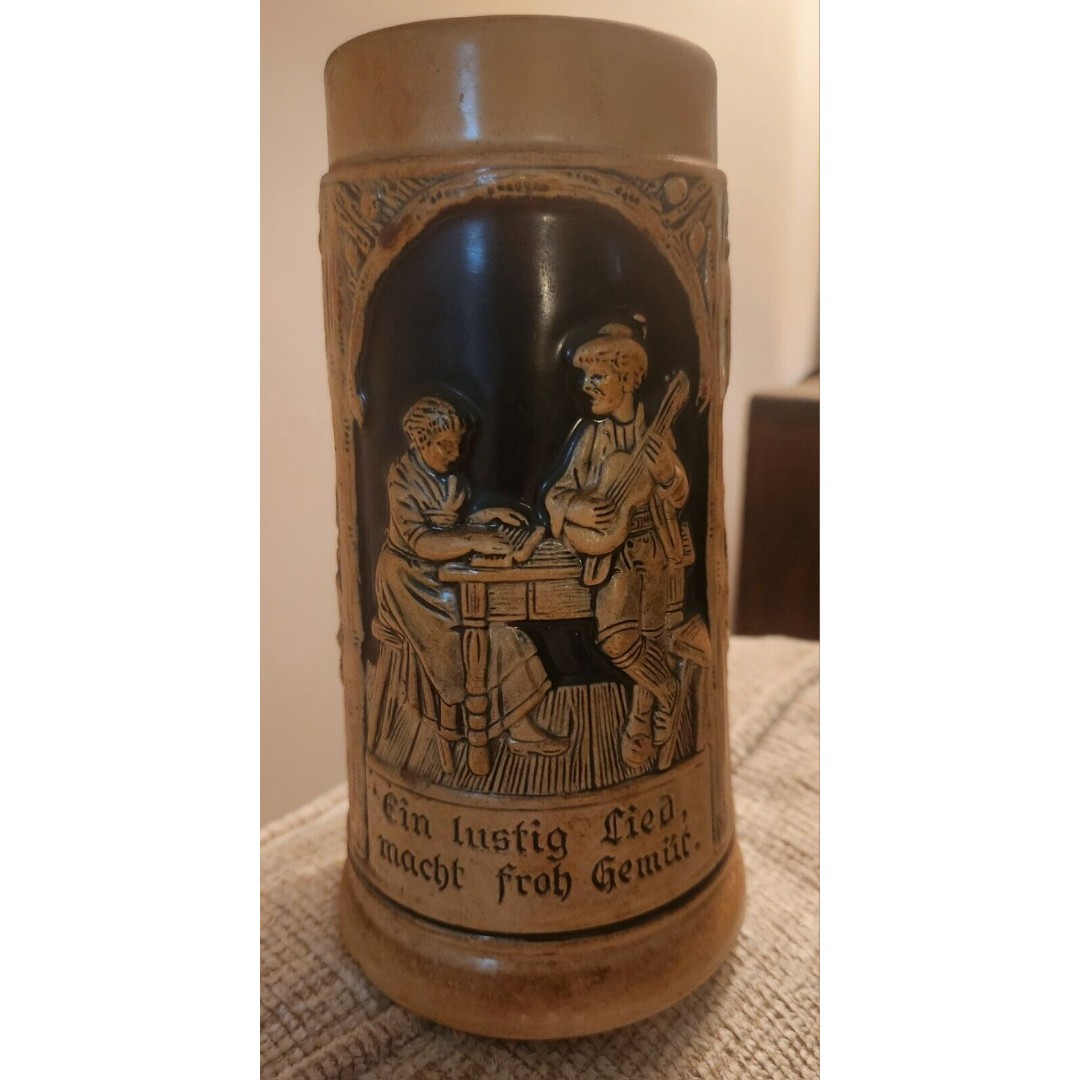 Ein lustig Lied,
macht froh Gemüt.